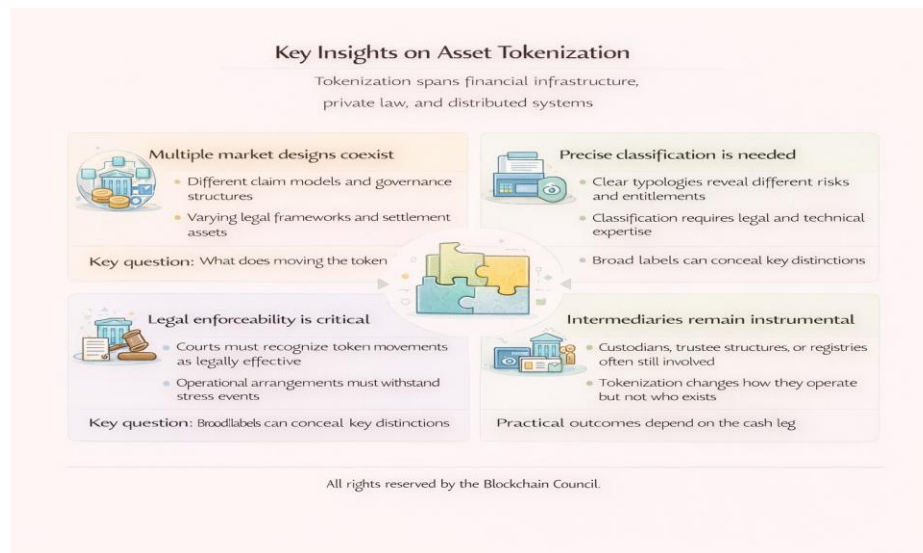 Key Insights on Asset Tokenization
Tokenization spans financial infrastructure,
private law, and distributed systems
Multiple market designs coexist
• Different claim models and governance
structures
• Varying legal frameworks and settlement
assets
Key question: What does moving the token
Precise classification is needed
• Clear typologies reveal different risks
and entitlements
• Classification requires legal and technical
expertise
• Broad labels can conceal key distinctions
Legal enforceability is critical
• Courts must recognize token movements
as legally effective
• Operational arrangements must withstand
stress events
Key question: Broad labels can conceal key distinctions
Intermediaries remain instrumental
• Custodians, trustee structures, or registries
often still involved
• Tokenization changes how they operate
but not who exists
Practical outcomes depend on the cash leg
All rights reserved by the Blockchain Council.